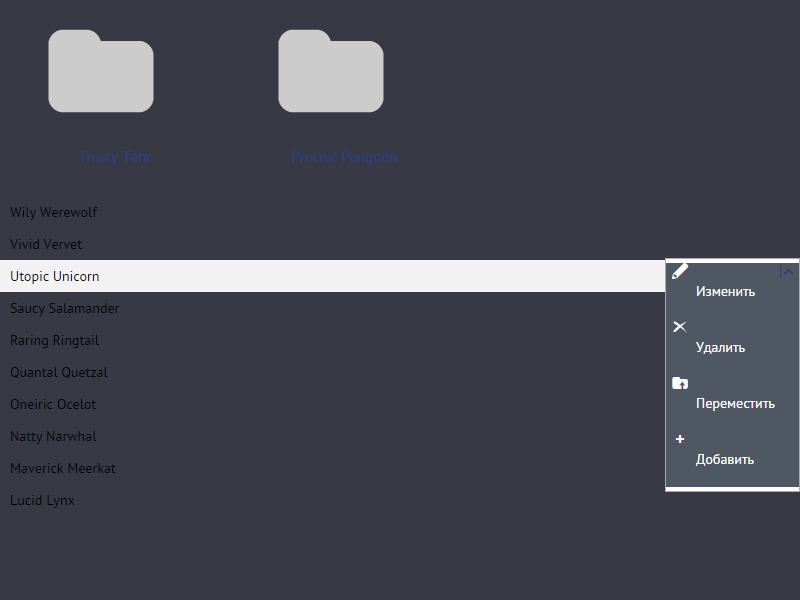 Trusty Tahr
Precise Pangolin
Wily Werewolf
Vivid Vervet
Utopic Unicorn
Saucy Salamander
Raring Ringtail
Quantal Quetzal
Oneiric Ocelot
Natty Narwhal
Maverick Meerkat
Lucid Lynx
Изменить
Удалить
Переместить
Добавить